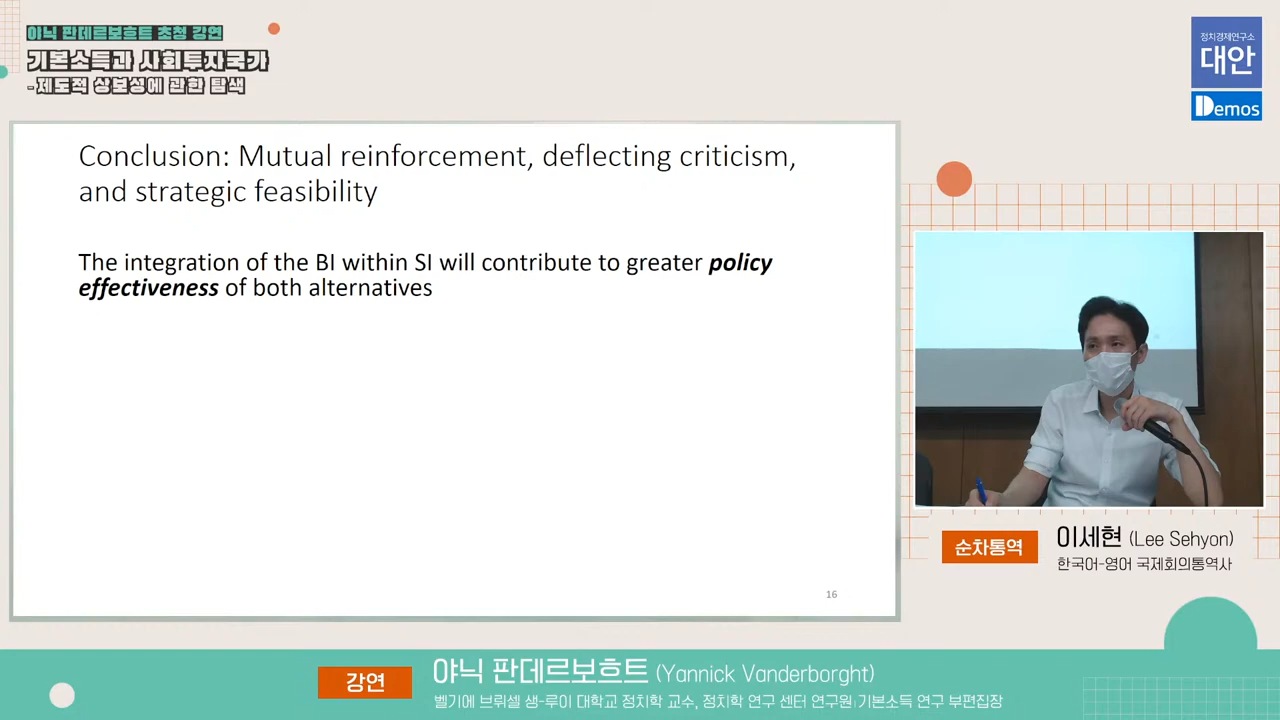 야닉 판데르보흐트 초청 강연
기본소득과 사회투자국가
-제도적 상보성에 관한 탐색
정치경제연구소
대안
Demos
Conclusion: Mutual reinforcement, deflecting criticism,
and strategic feasibility
The integration of the BI within SI will contribute to greater policy
effectiveness of both alternatives
16
순차통역
이세현 (Lee Sehyon)
한국어-영어 국제회의통역사
강연
야닉 판데르보흐트 (Yannick Vanderborght)
벨기에 브뤼셀 생-루이 대학교 정치학 교수, 정치학 연구 센터 연구원, 기본소득 연구 부편집장